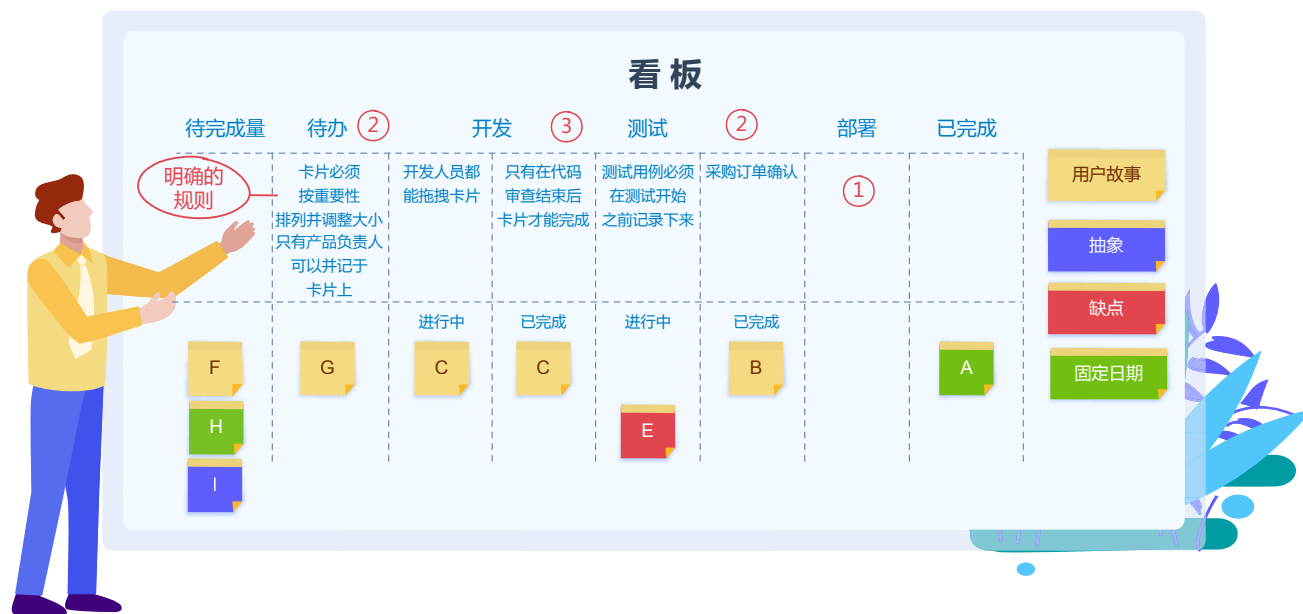 看板
待完成量
待办
②
开发
③
测试
②
部署
已完成
明确的
规则
卡片必须
按重要性
排列并调整大小
只有产品负责人
可以并记于
卡片上
开发人员都
能拖拽卡片
只有在代码
审查结束后
卡片才能完成
测试用例必须
在测试开始
之前记录下来
采购订单确认
①
用户故事
抽象
缺点
固定日期
进行中
已完成
进行中
已完成
F
G
C
C
B
A
H
E
I